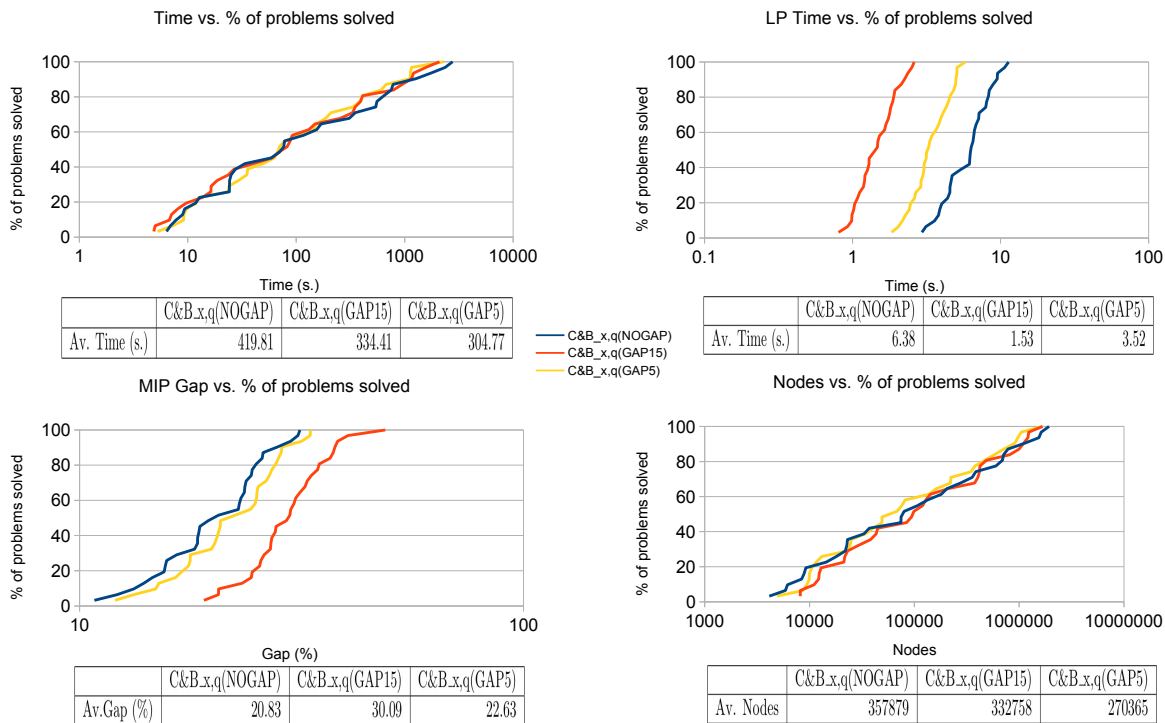 Time vs. % of problems solved
% of problems solved
100
80
60
40
20
0
1 10 100 1000 10000
Time (s.)
C&B_x,q(NOGAP) C&B_x,q(GAP15) C&B_x,q(GAP5)
Av. Time (s.) 419.81 334.41 304.77
LP Time vs. % of problems solved
% of problems solved
100
80
60
40
20
0
0.1 1 10 100
Time (s.)
C&B_x,q(NOGAP) C&B_x,q(GAP15) C&B_x,q(GAP5)
Av. Time (s.) 6.38 1.53 3.52
C&B_x,q(NOGAP)
C&B_x,q(GAP15)
C&B_x,q(GAP5)
MIP Gap vs. % of problems solved
% of problems solved
100
80
60
40
20
0
10 100
Gap (%)
C&B_x,q(NOGAP) C&B_x,q(GAP15) C&B_x,q(GAP5)
Av.Gap (%) 20.83 30.09 22.63
Nodes vs. % of problems solved
% of problems solved
100
80
60
40
20
0
1000 10000 100000 1000000 10000000
Nodes
C&B_x,q(NOGAP) C&B_x,q(GAP15) C&B_x,q(GAP5)
Av. Nodes 357879 332758 270365